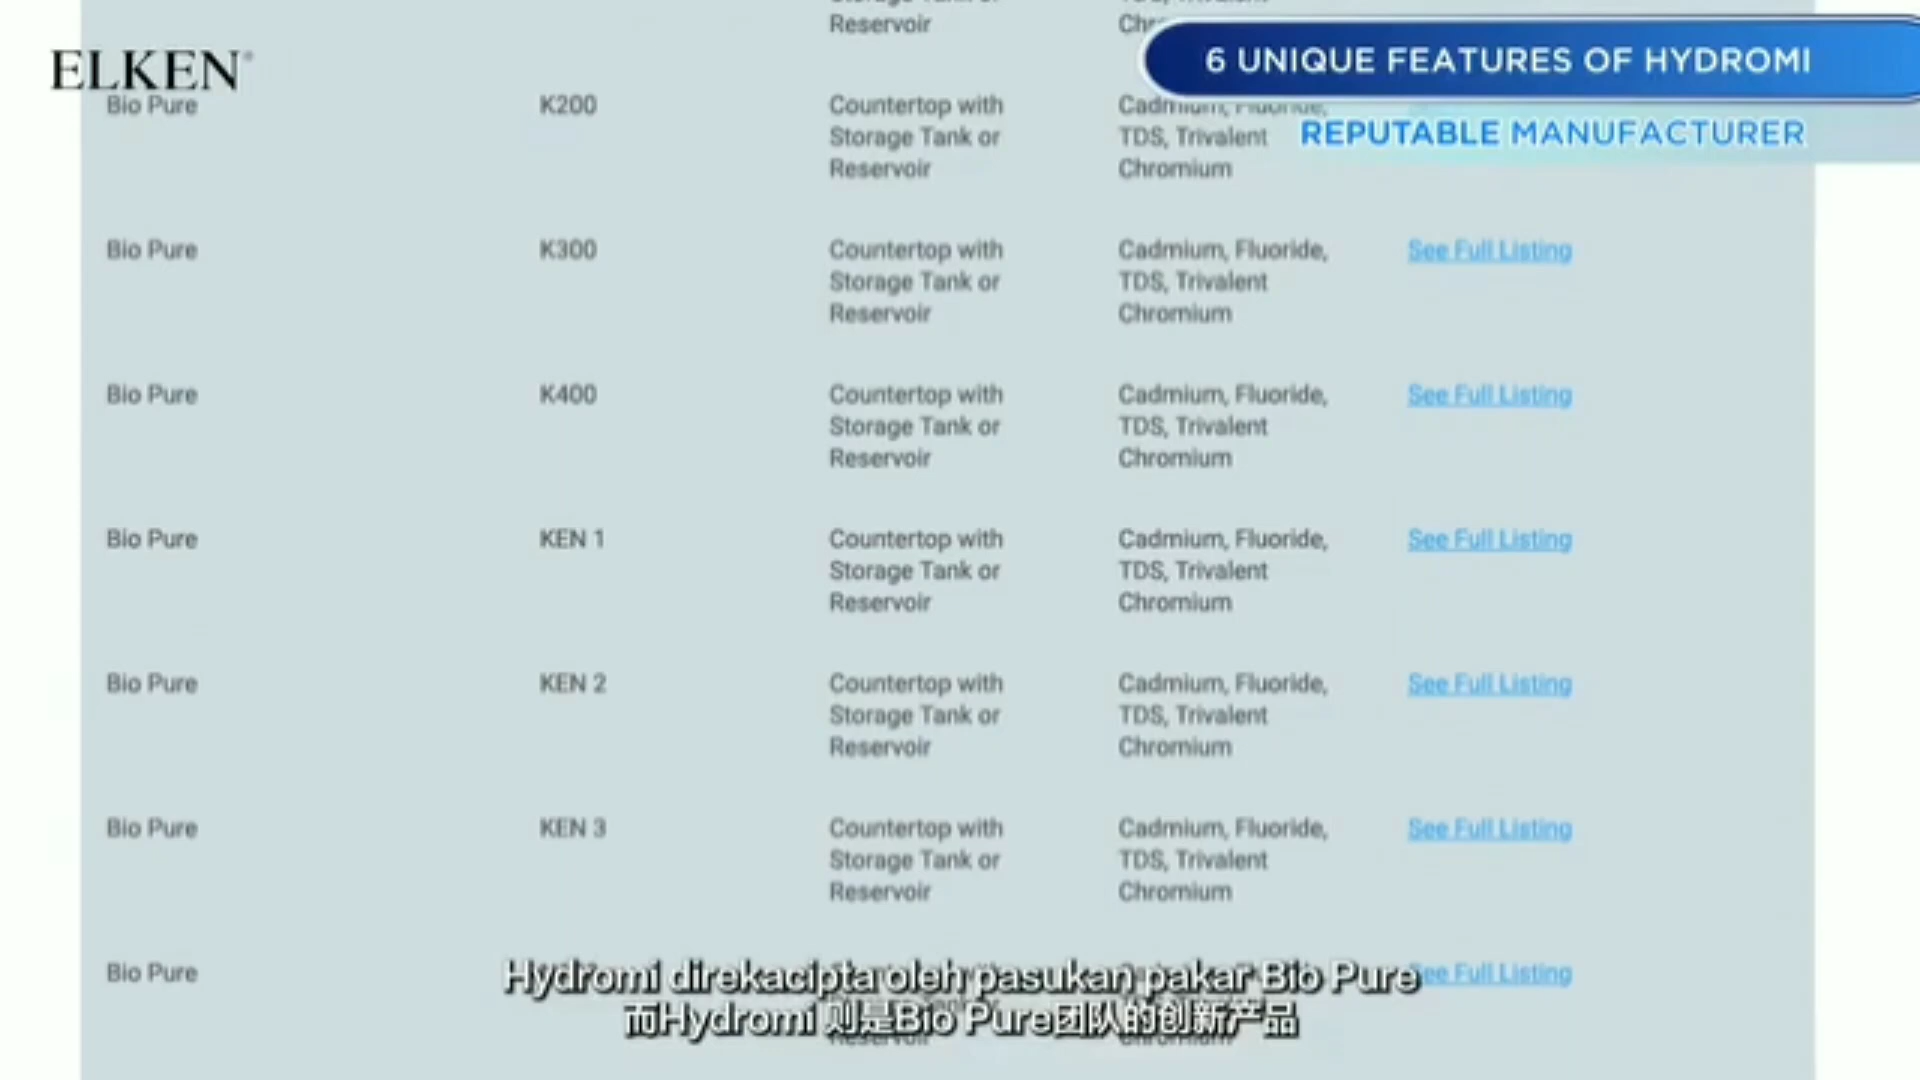 Reservoir
ELKEN
6 UNIQUE FEATURES OF HYDROMI
REPUTABLE MANUFACTURER
Bio Pure K200 Countertop with Cadmium, Fluoride,
Storage Tank or TDS, Trivalent
Reservoir Chromium
Bio Pure K300 Countertop with Cadmium, Fluoride, See Full Listing
Storage Tank or TDS, Trivalent
Reservoir Chromium
Bio Pure K400 Countertop with Cadmium, Fluoride, See Full Listing
Storage Tank or TDS, Trivalent
Reservoir Chromium
Bio Pure KEN 1 Countertop with Cadmium, Fluoride, See Full Listing
Storage Tank or TDS, Trivalent
Reservoir Chromium
Bio Pure KEN 2 Countertop with Cadmium, Fluoride, See Full Listing
Storage Tank or TDS, Trivalent
Reservoir Chromium
Bio Pure KEN 3 Countertop with Cadmium, Fluoride, See Full Listing
Storage Tank or TDS, Trivalent
Reservoir Chromium
Bio Pure See Full Listing
Hydromi direkacipta oleh pasukan pakar Bio Pure
而Hydromi 则是Bio Pure团队的创新产品